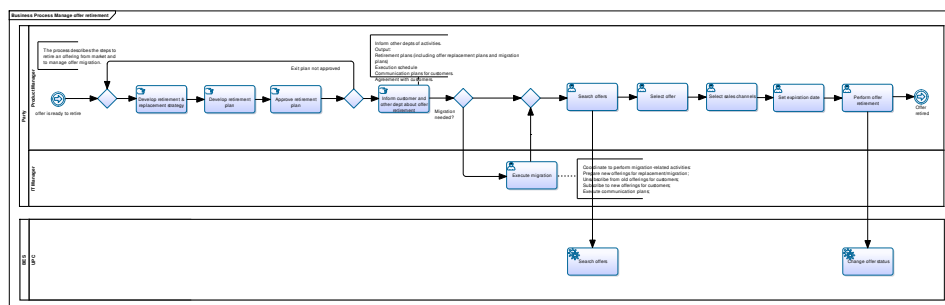 Business Process Manage offer retirement
The process describes the steps to
retire an offering from market and
to manage offer migration.
Inform other depts of activities.
Output:
Retirement plans (including offer replacement plans and migration
plans)
Execution schedule
Communication plans for customers.
Agreement with customers.
Exit plan not approved
Party
Product Manager
offer is ready to retire
Develop retirement &
replacement strategy
Develop retirement
plan
Approve retirement
plan
Inform customer and
other dept about offer
retirement
Migration
needed?
Search offers
Select offer
Select sales channels
Set expiration date
Perform offer
retirement
Offer
retired
IT Manager
Execute migration
Coordinate to perform migration-related activities:
Prepare new offerings for replacement/migration;
Unsubscribe from old offerings for customers;
Subscribe to new offerings for customers;
Execute communication plans;
BES
UPC
Search offers
Change offer status